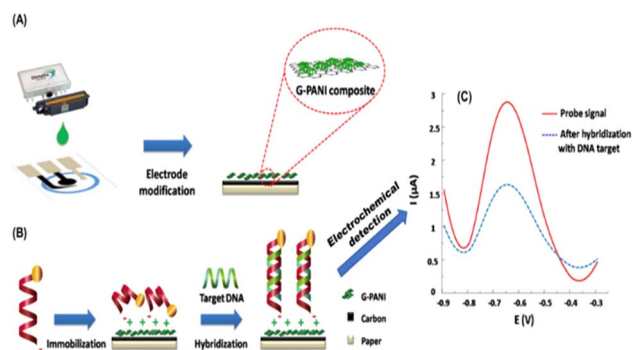 (A)
Dimatix
G-PANI composite
Electrode
modification
(B)
Immobilization
Target DNA
Hybridization
G-PANI
Carbon
Paper
Electrochemical
detection
(C)
Probe signal
After hybridization
with DNA target
I (μA)
3
2.5
2
1.5
1
0.5
0
-0.9
-0.8
-0.7
-0.6
-0.5
-0.4
-0.3
E (V)